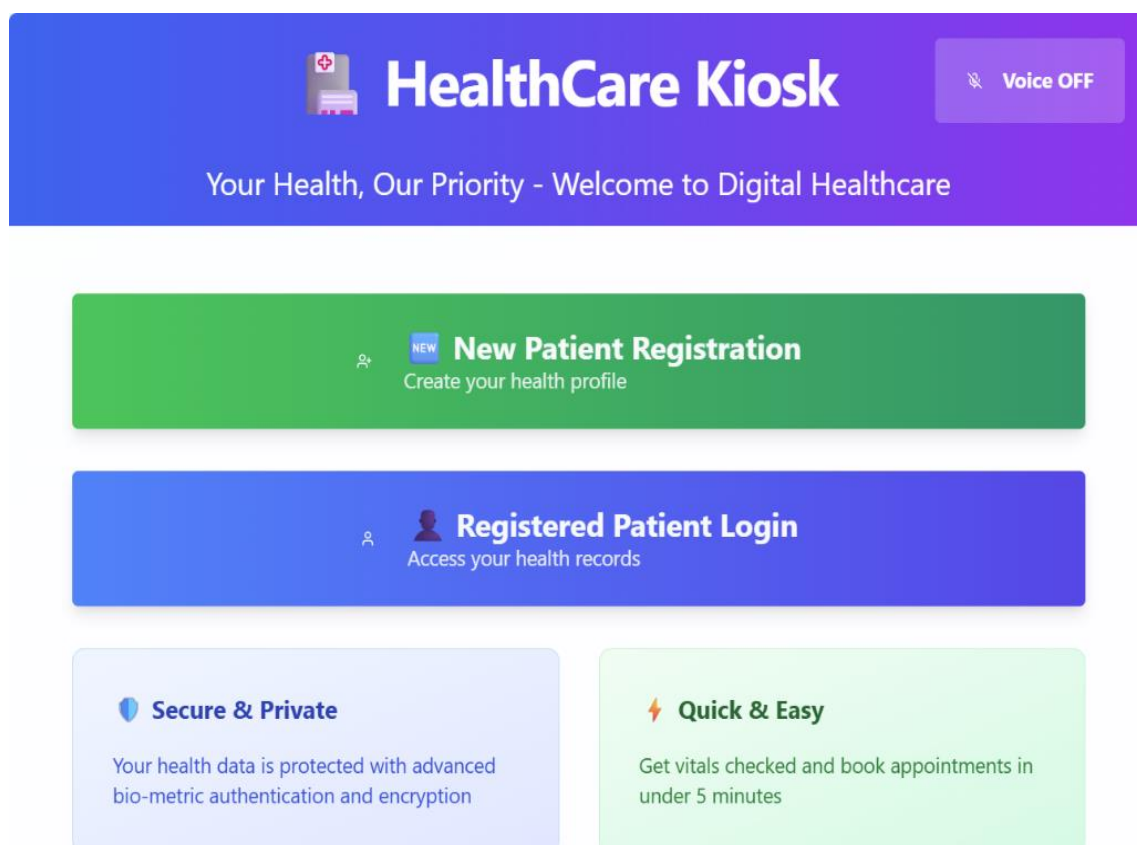 HealthCare Kiosk
Voice OFF
Your Health, Our Priority - Welcome to Digital Healthcare
NEW New Patient Registration
Create your health profile
Registered Patient Login
Access your health records
Secure & Private
Your health data is protected with advanced
bio-metric authentication and encryption
Quick & Easy
Get vitals checked and book appointments in
under 5 minutes